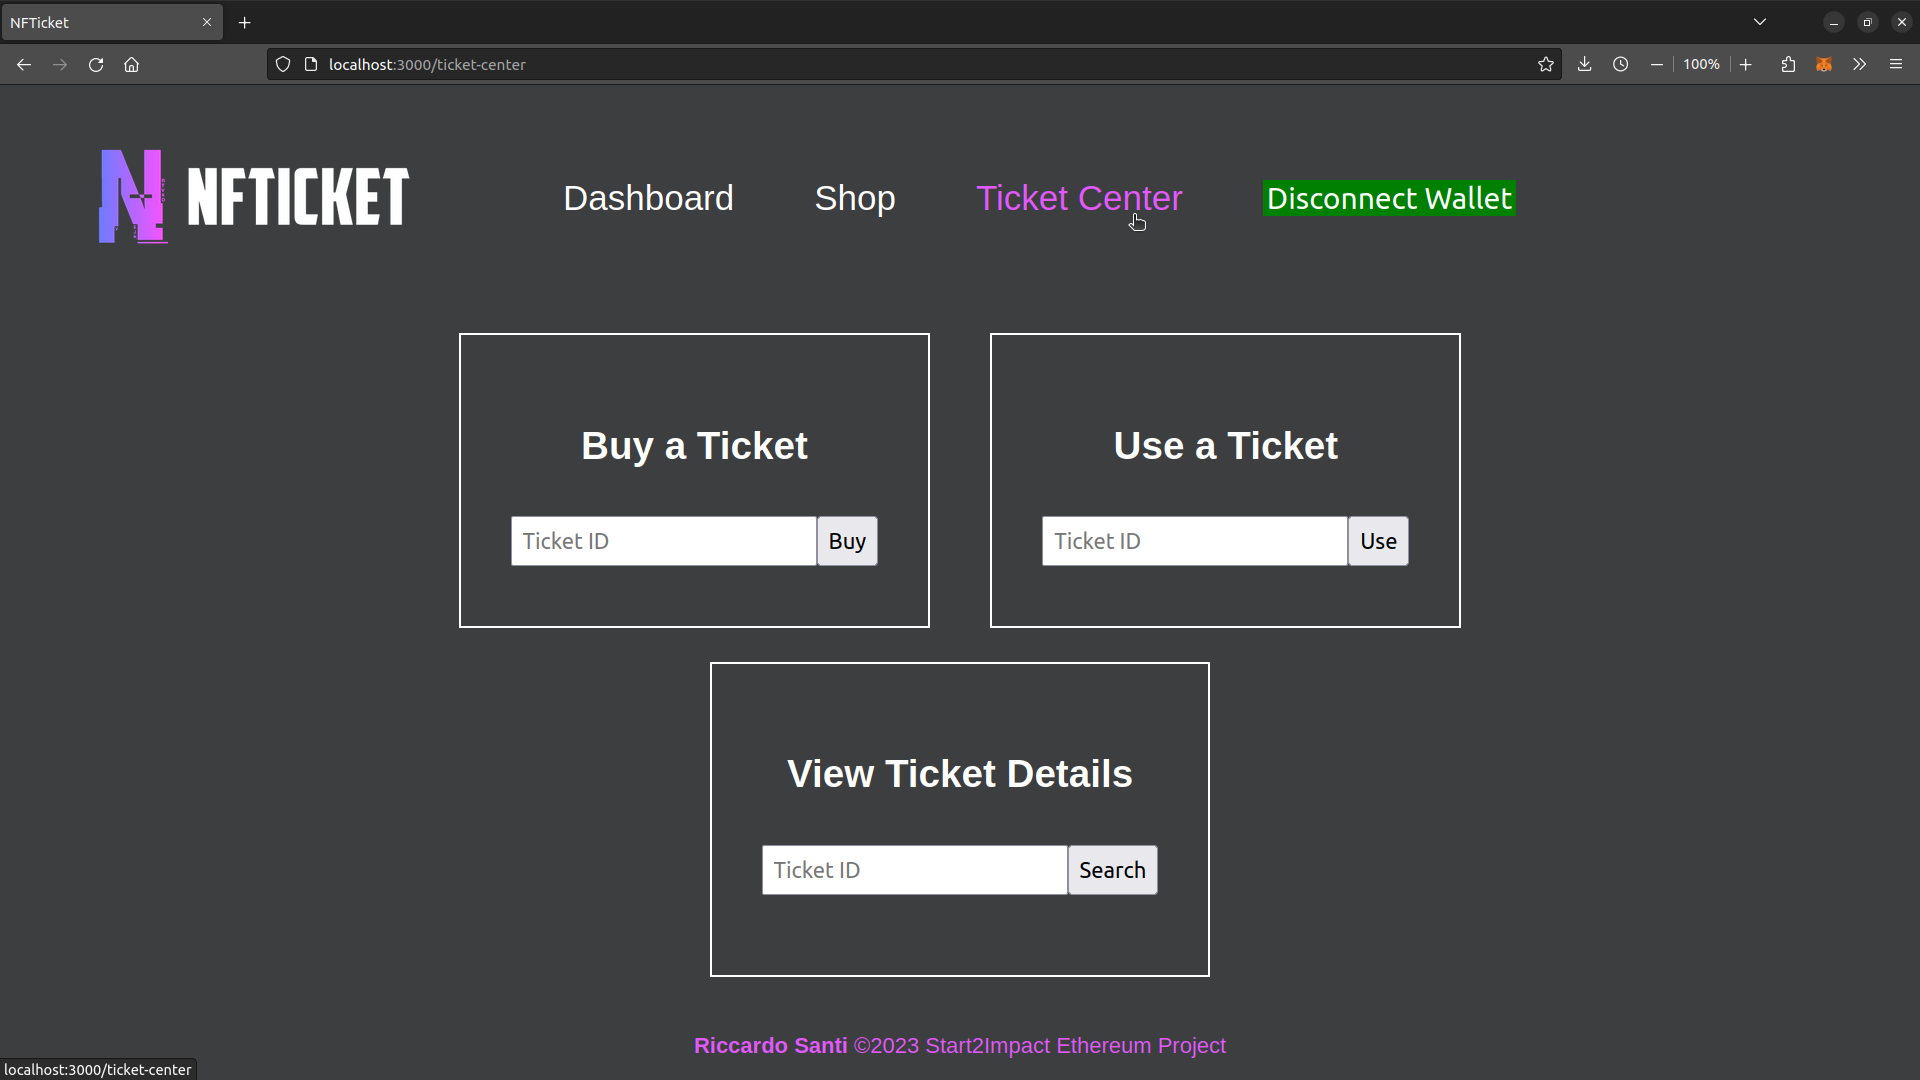 NFTicket
localhost:3000/ticket-center
100%
NFTICKET
Dashboard
Shop
Ticket Center
Disconnect Wallet
Buy a Ticket
Ticket ID
Buy
Use a Ticket
Ticket ID
Use
View Ticket Details
Ticket ID
Search
Riccardo Santi ©2023 Start2Impact Ethereum Project
localhost:3000/ticket-center